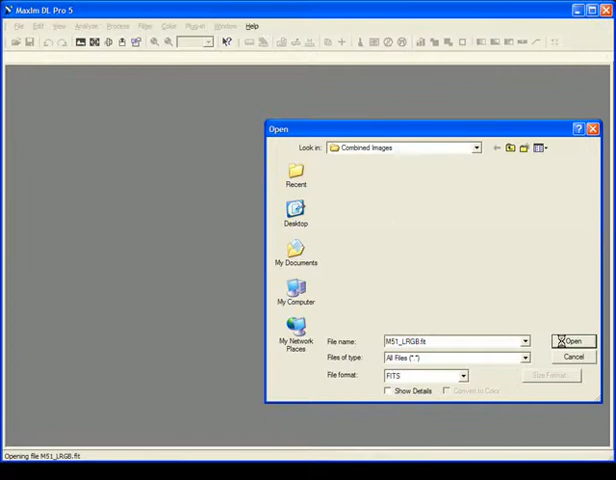 MaxIm DL Pro 5
File Edit View Analyze Process Filter Color Plug-in Window Help
Open
Look in: Combined Images
Recent
Desktop
My Documents
My Computer
My Network
Places
File name: M51_LRGB.fit Open
Files of type: All Files (*.*) Cancel
File format: FITS Size Format...
Show Details Convert to Color
Opening file M51_LRGB.fit